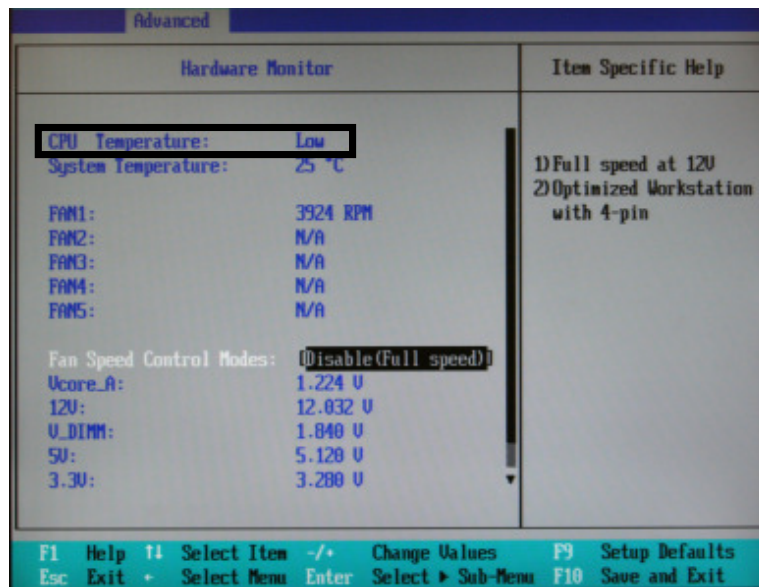 Advanced
Hardware Monitor
Item Specific Help
CPU Temperature: Low
System Temperature: 25 °C
1)Full speed at 12V
2)Optimized Workstation
with 4-pin
FAN1: 3924 RPM
FAN2: N/A
FAN3: N/A
FAN4: N/A
FAN5: N/A
Fan Speed Control Modes: [Disable(Full speed)]
Vcore_A: 1.224 V
12V: 12.032 V
V_DIMM: 1.840 V
5V: 5.120 V
3.3V: 3.280 V
F1 Help ↑↓ Select Item -/+ Change Values F9 Setup Defaults
Esc Exit ← Select Menu Enter Select ▶ Sub-Menu F10 Save and Exit